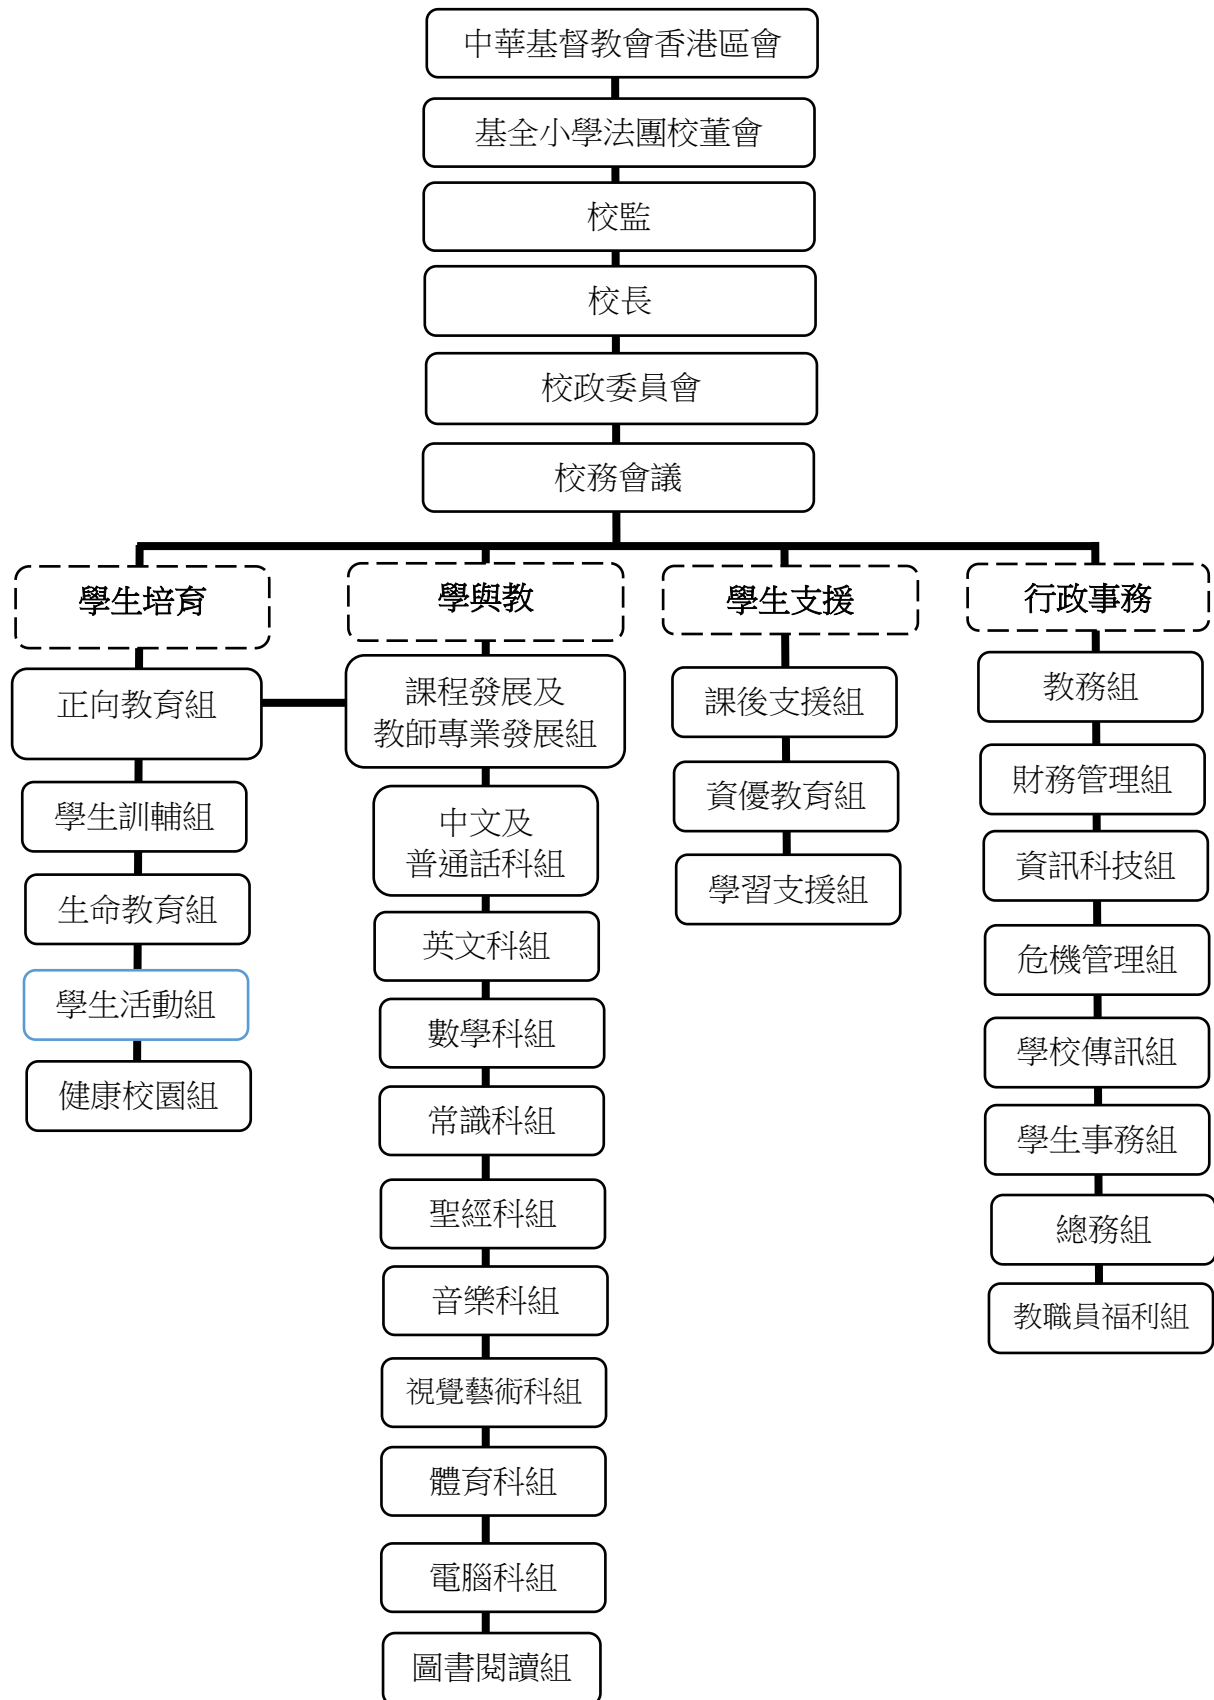 中華基督教會香港區會
基全小學法團校董會
校監
校長
校政委員會
校務會議
學生培育
正向教育組
學生訓輔組
生命教育組
學生活動組
健康校園組
學與教
課程發展及
教師專業發展組
中文及
普通話科組
英文科組
數學科組
常識科組
聖經科組
音樂科組
視覺藝術科組
體育科組
電腦科組
圖書閱讀組
學生支援
課後支援組
資優教育組
學習支援組
行政事務
教務組
財務管理組
資訊科技組
危機管理組
學校傳訊組
學生事務組
總務組
教職員福利組